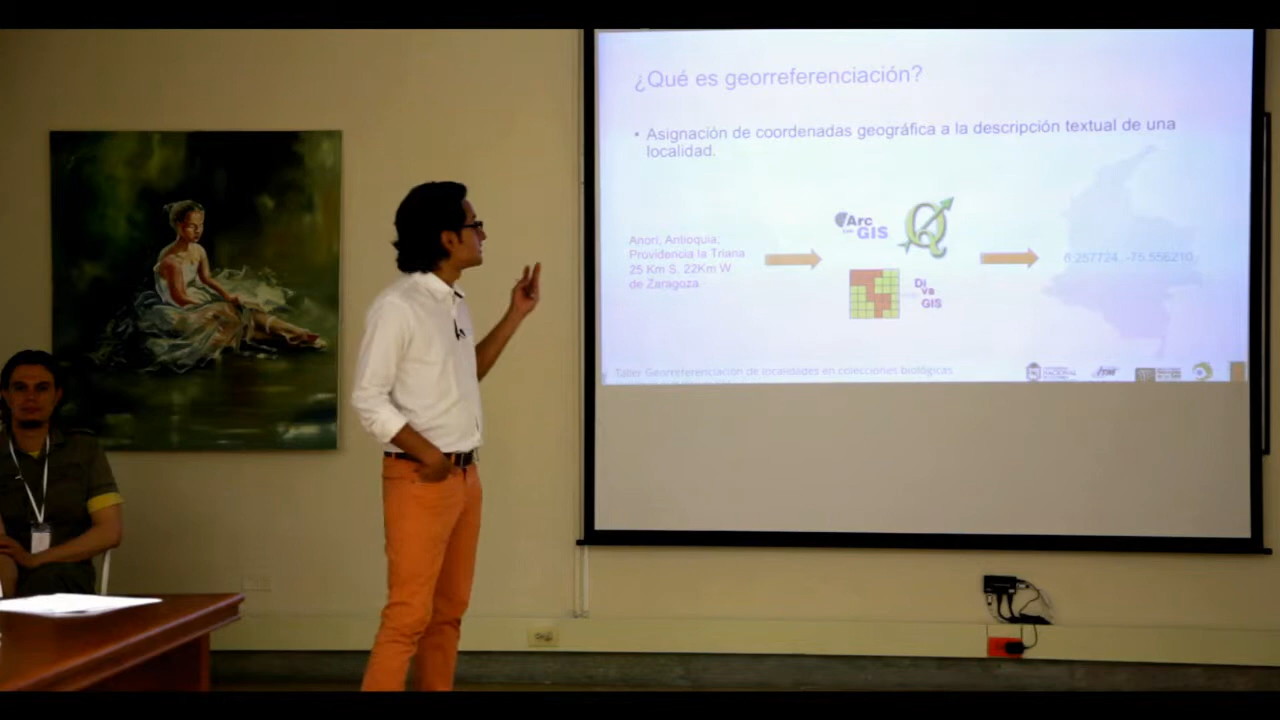 ¿Qué es georreferenciación?
• Asignación de coordenadas geográfica a la descripción textual de una
localidad.
Arc
GIS
Q
Anori, Antioquia;
Providencia la Triana
25 Km S. 22Km W
de Zaragoza
6.257724, -75.556210
Di
va
GIS
Taller Georreferenciación de localidades en colecciones biológicas
NACIONAL